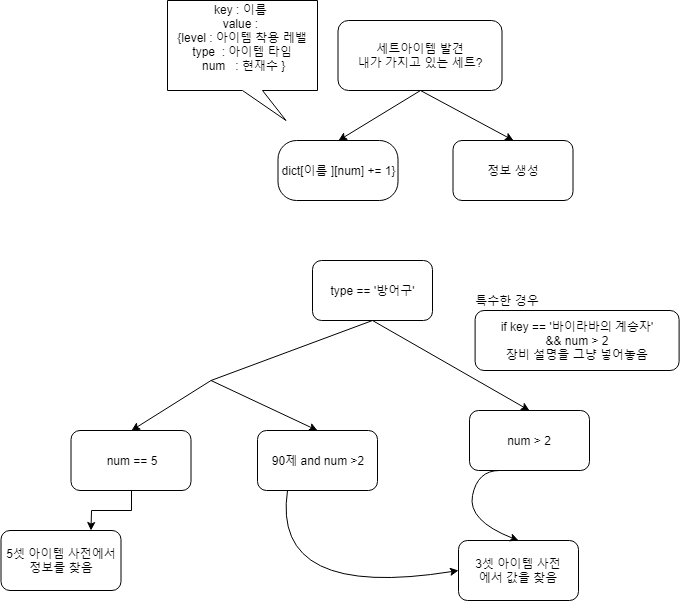 key : 이름
value :
{level : 아이템 착용 레밸
type : 아이템 타임
num : 현재수 }
세트아이템 발견
내가 가지고 있는 세트?
dict[이름 ][num] += 1}
정보 생성
type == '방어구'
특수한 경우
if key == '바이라바의 계승자'
&& num > 2
장비 설명을 그냥 넣어놓음
num == 5
90제 and num >2
num > 2
5셋 아이템 사전에서
정보를 찾음
3셋 아이템 사전
에서 값을 찾음